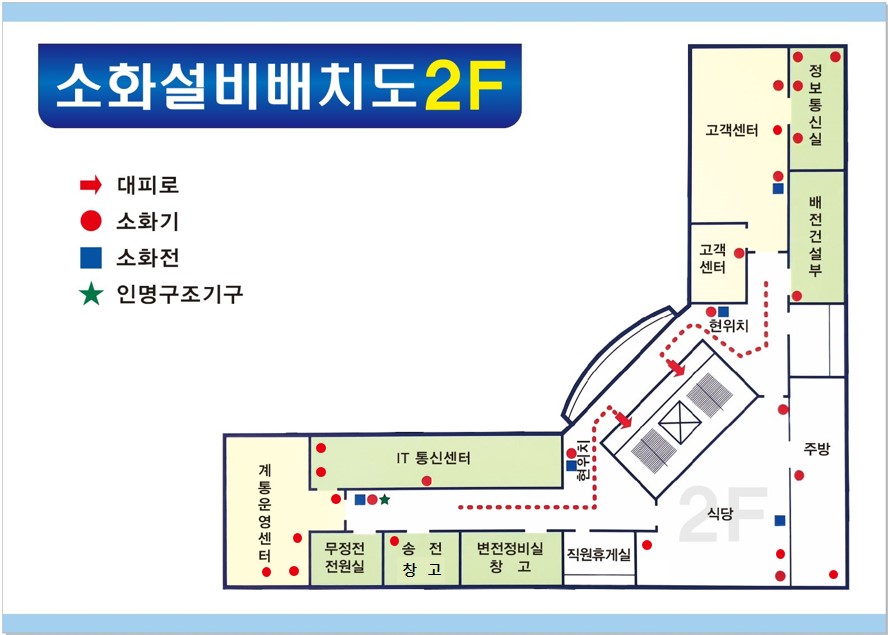 소화설비배치도2F
대피로
소화기
소화전
인명구조기구
고객센터
정보통신실
배전건설부
고객
센터
현위치
주방
IT 통신센터
현위치
계통운영센터
2F
식당
무정전
전원실
송 전
창 고
변전정비실
창 고
직원휴게실